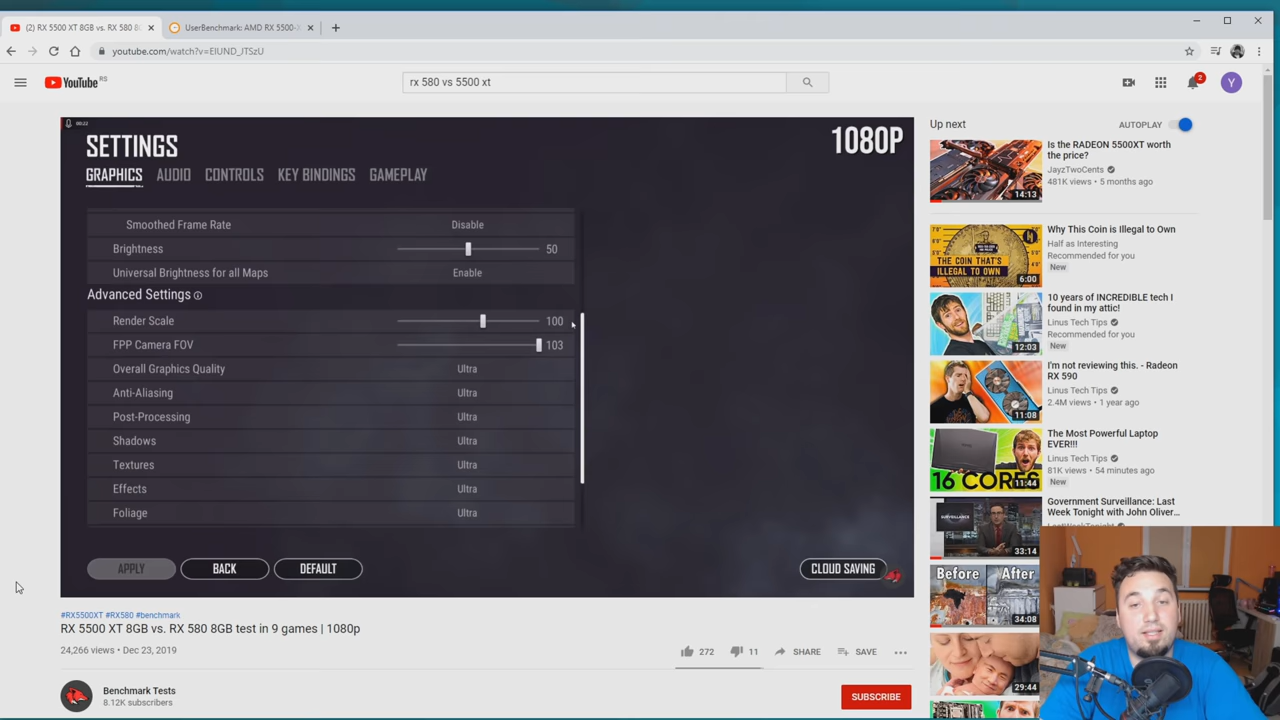 (2) RX 5500 XT 8GB vs. RX 580 8
UserBenchmark: AMD RX 5500-X
youtube.com/watch?v=EIUND_JTSzU
YouTube RS
rx 580 vs 5500 xt
2
Y
00:22
SETTINGS
1080P
GRAPHICS
AUDIO
CONTROLS
KEY BINDINGS
GAMEPLAY
Smoothed Frame Rate Disable
Brightness 50
Universal Brightness for all Maps Enable
Advanced Settings
Render Scale 100
FPP Camera FOV 103
Overall Graphics Quality Ultra
Anti-Aliasing Ultra
Post-Processing Ultra
Shadows Ultra
Textures Ultra
Effects Ultra
Foliage Ultra
APPLY
BACK
DEFAULT
CLOUD SAVING
#RX5500XT #RX580 #benchmark
RX 5500 XT 8GB vs. RX 580 8GB test in 9 games | 1080p
24,266 views • Dec 23, 2019
272
11
SHARE
SAVE
Benchmark Tests
8.12K subscribers
SUBSCRIBE
Up next
AUTOPLAY
14:13
Is the RADEON 5500XT worth
the price?
JayzTwoCents
481K views • 5 months ago
THE COIN THAT'S
ILLEGAL TO OWN
6:00
Why This Coin is Illegal to Own
Half as Interesting
Recommended for you
New
12:03
10 years of INCREDIBLE tech I
found in my attic!
Linus Tech Tips
Recommended for you
New
11:08
I'm not reviewing this. - Radeon
RX 590
Linus Tech Tips
2.4M views • 1 year ago
16 CORES
11:44
The Most Powerful Laptop
EVER!!!
Linus Tech Tips
81K views • 54 minutes ago
New
33:14
Government Surveillance: Last
Week Tonight with John Oliver...
LastWeekTonight
Before After
34:08
29:44